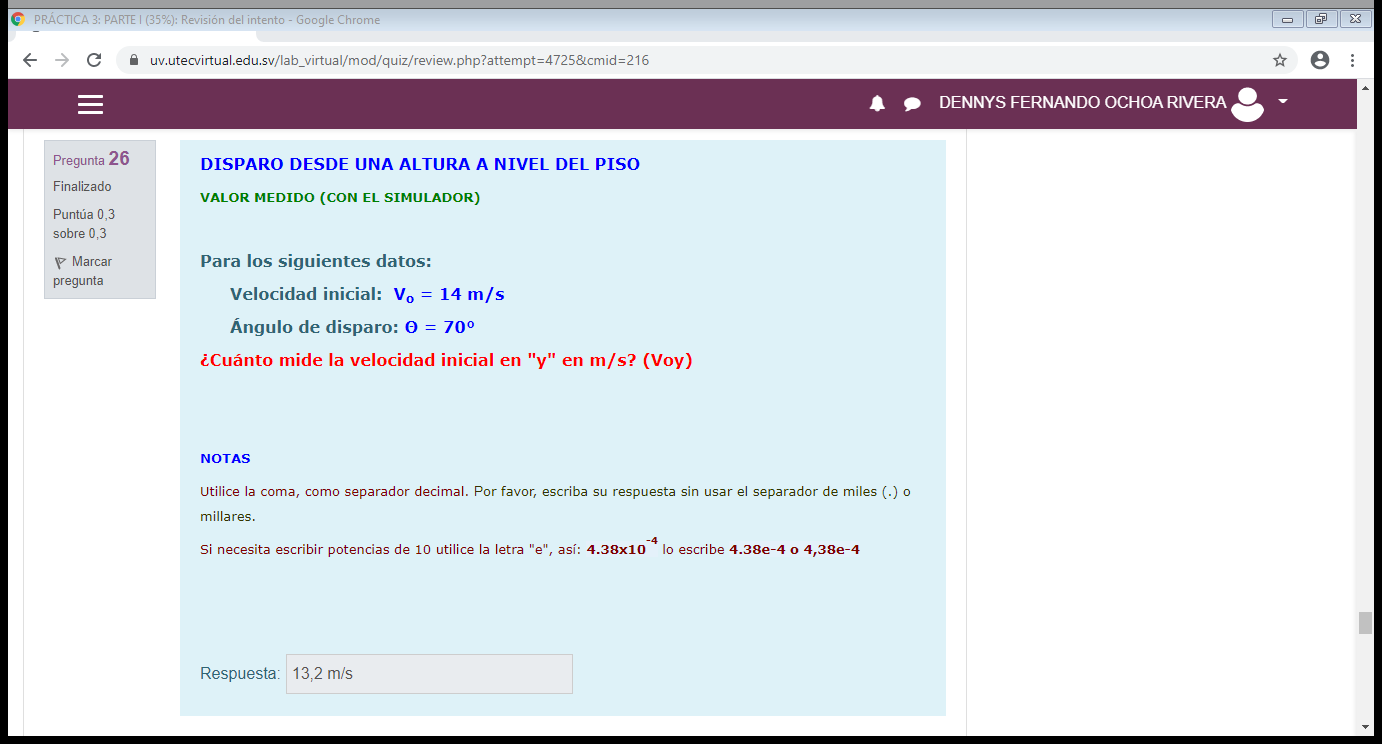 PRÁCTICA 3: PARTE I (35%): Revisión del intento - Google Chrome
uv.utecvirtual.edu.sv/lab_virtual/mod/quiz/review.php?attempt=4725&cmid=216
DENNYS FERNANDO OCHOA RIVERA
Pregunta 26
Finalizado
Puntúa 0,3
sobre 0,3
Marcar
pregunta
DISPARO DESDE UNA ALTURA A NIVEL DEL PISO
VALOR MEDIDO (CON EL SIMULADOR)
Para los siguientes datos:
Velocidad inicial: Vo = 14 m/s
Ángulo de disparo: Θ = 70º
¿Cuánto mide la velocidad inicial en "y" en m/s? (Voy)
NOTAS
Utilice la coma, como separador decimal. Por favor, escriba su respuesta sin usar el separador de miles (.) o
millares.
Si necesita escribir potencias de 10 utilice la letra "e", así: 4.38x10-4 lo escribe 4.38e-4 o 4,38e-4
Respuesta: 13,2 m/s